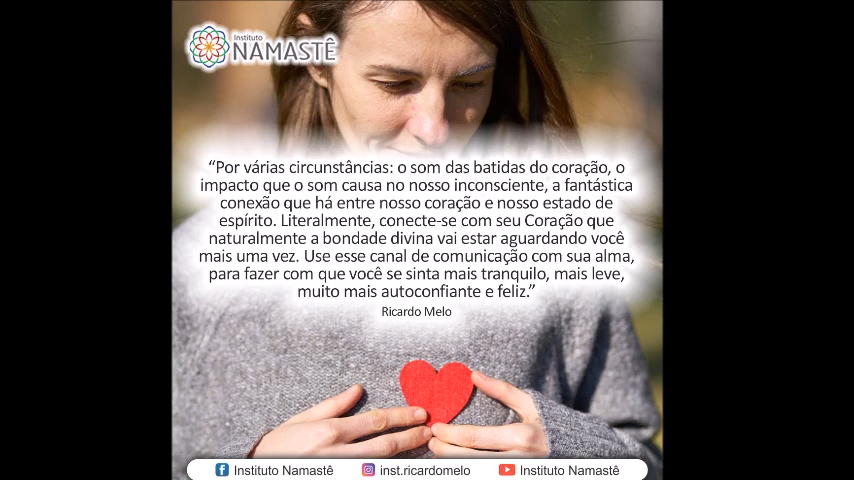 Instituto
NAMASTÊ
“Por várias circunstâncias: o som das batidas do coração, o
impacto que o som causa no nosso inconsciente, a fantástica
conexão que há entre nosso coração e nosso estado de
espírito. Literalmente, conecte-se com seu Coração que
naturalmente a bondade divina vai estar aguardando você
mais uma vez. Use esse canal de comunicação com sua alma,
para fazer com que você se sinta mais tranquilo, mais leve,
muito mais autoconfiante e feliz.”
Ricardo Melo
Instituto Namastê inst.ricardomelo Instituto Namastê